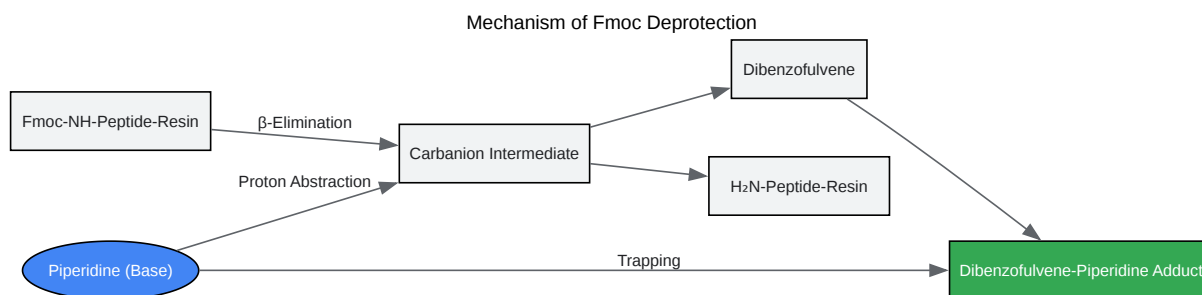 Mechanism of Fmoc Deprotection
Dibenzofulvene
Fmoc-NH-Peptide-Resin
β-Elimination
Carbanion Intermediate
Proton Abstraction
H₂N-Peptide-Resin
Piperidine (Base)
Trapping
Dibenzofulvene-Piperidine Adduct